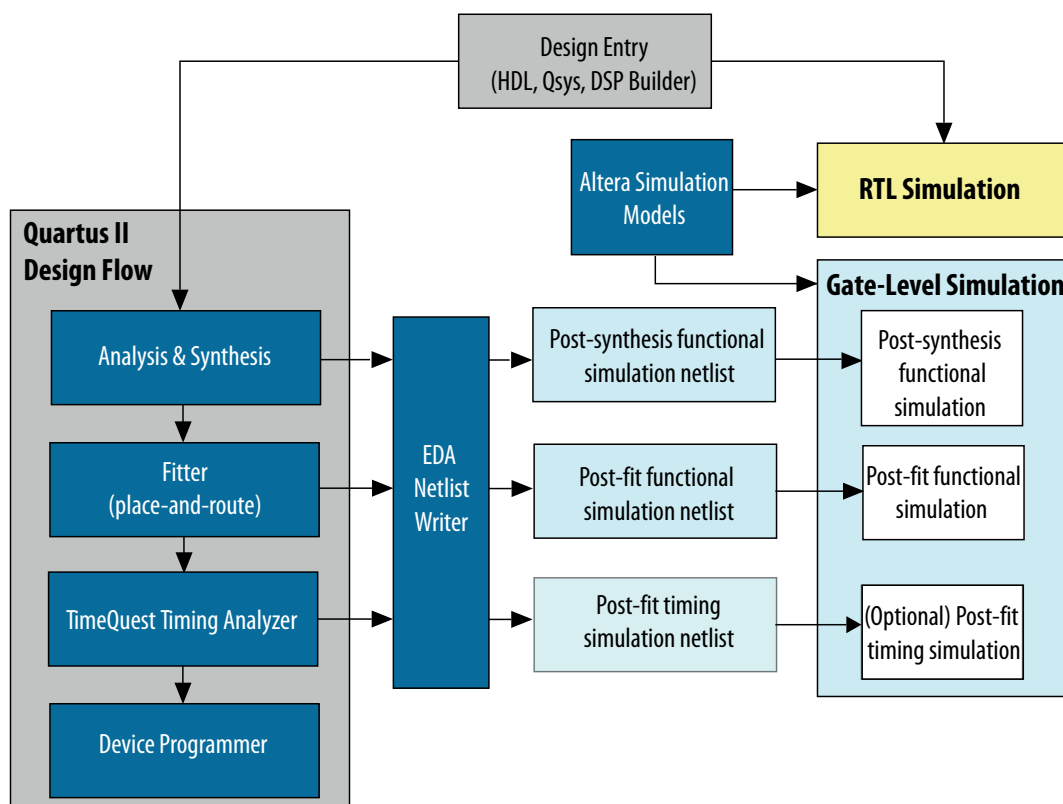 Design Entry
(HDL, Qsys, DSP Builder)
Altera Simulation
Models
RTL Simulation
Quartus II
Design Flow
Gate-Level Simulation
Analysis & Synthesis
Post-synthesis functional
simulation netlist
Post-synthesis
functional
simulation
Fitter
(place-and-route)
EDA
Netlist
Writer
Post-fit functional
simulation netlist
Post-fit functional
simulation
TimeQuest Timing Analyzer
Post-fit timing
simulation netlist
(Optional) Post-fit
timing simulation
Device Programmer